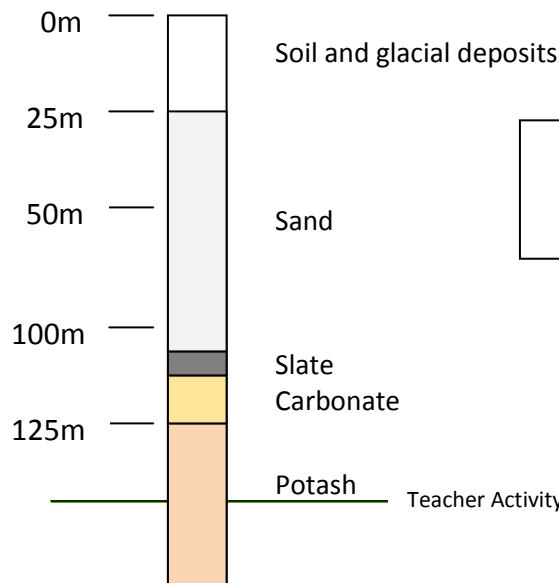 0m
Soil and glacial deposits
25m
50m
Sand
100m
Slate
Carbonate
125m
Potash
Teacher Activity